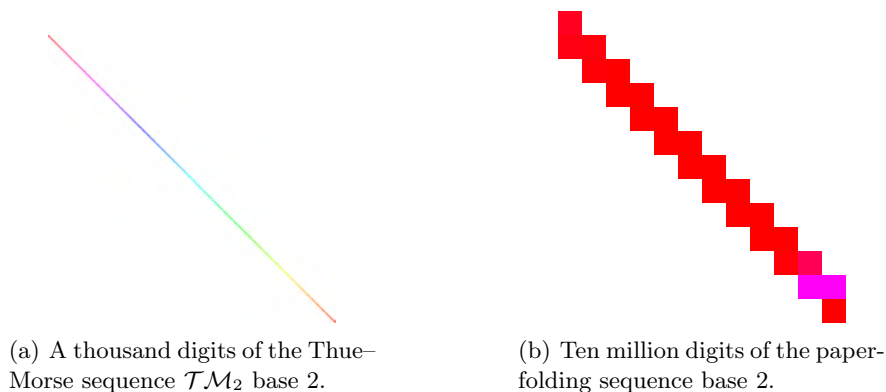 (a) A thousand digits of the Thue–
Morse sequence 𝒯ℳ₂ base 2.
(b) Ten million digits of the paper-
folding sequence base 2.